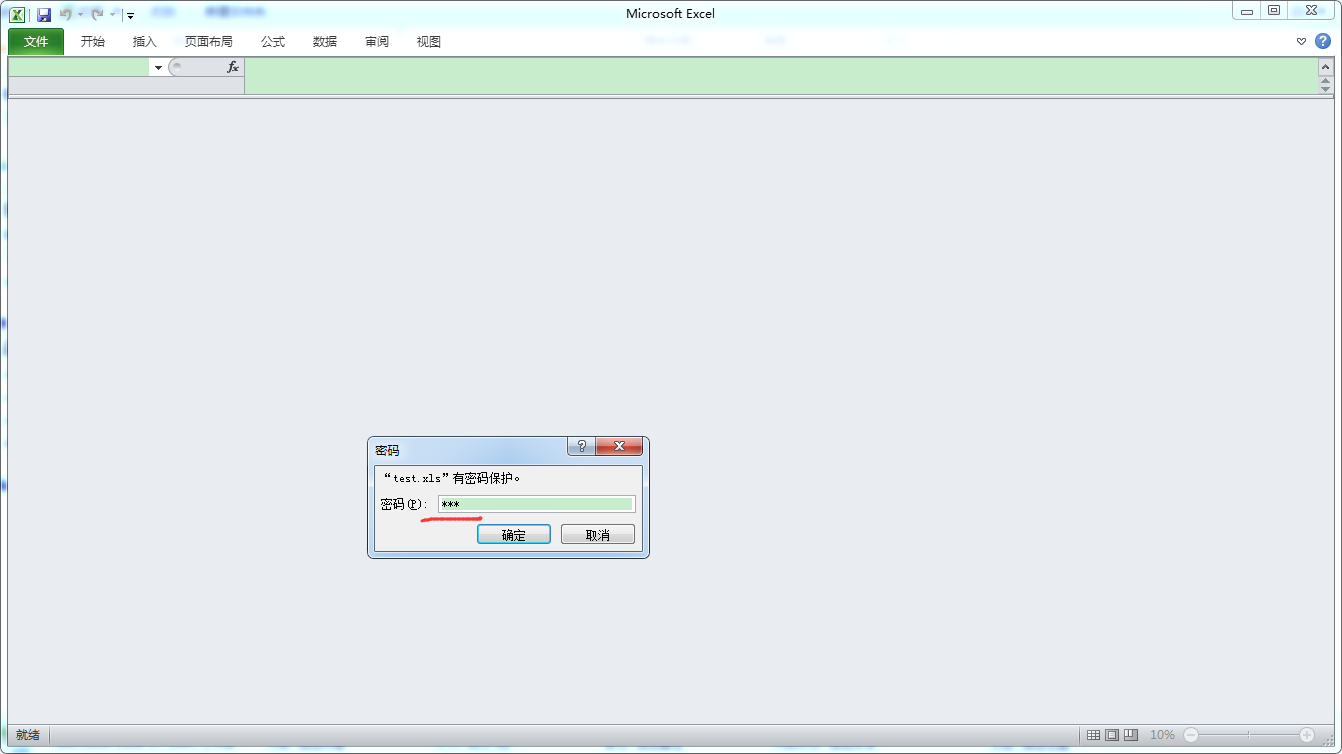 Microsoft Excel
文件 开始 插入 页面布局 公式 数据 审阅 视图
fx
密码
“test.xls”有密码保护。
密码(P): ***
确定 取消
就绪 10%